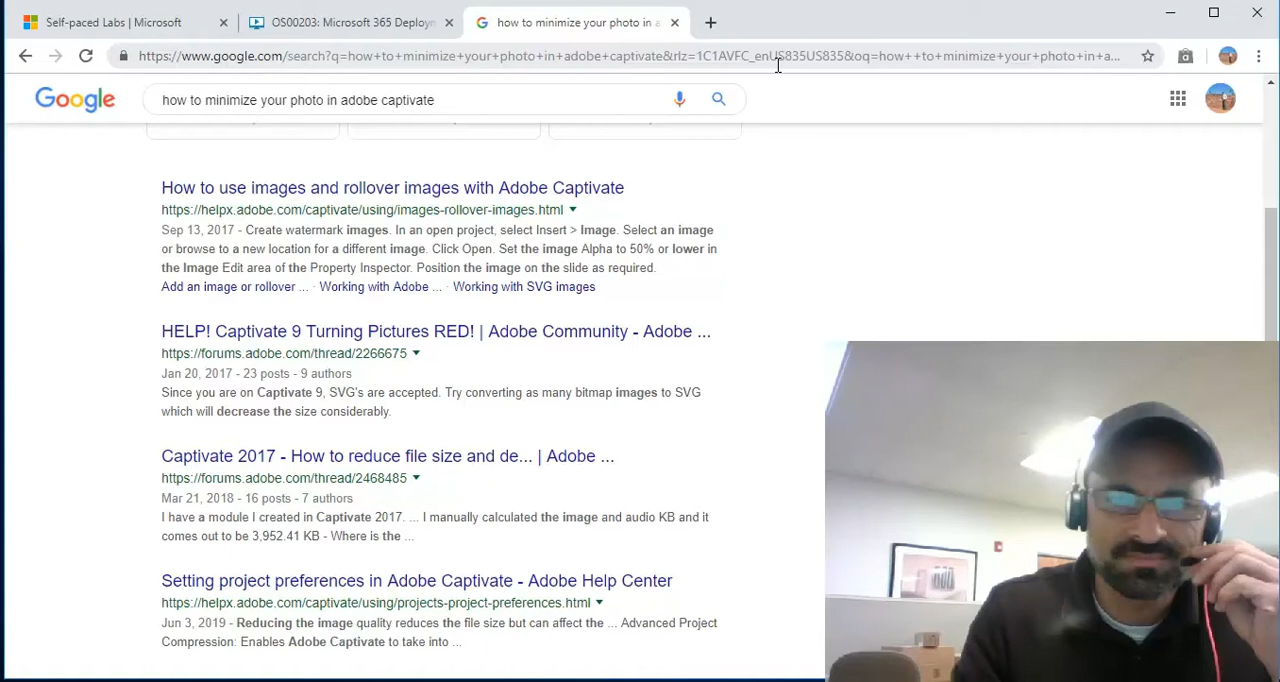 Self-paced Labs | Microsoft
OS00203: Microsoft 365 Deploym
how to minimize your photo in a
https://www.google.com/search?q=how+to+minimize+your+photo+in+adobe+captivate&rlz=1C1AVFC_enUS835US835&oq=how++to+minimize+your+photo+in+a...
Google
how to minimize your photo in adobe captivate
How to use images and rollover images with Adobe Captivate
https://helpx.adobe.com/captivate/using/images-rollover-images.html
Sep 13, 2017 - Create watermark images. In an open project, select Insert > Image. Select an image
or browse to a new location for a different image. Click Open. Set the image Alpha to 50% or lower in
the Image Edit area of the Property Inspector. Position the image on the slide as required.
Add an image or rollover ... · Working with Adobe ... · Working with SVG images
HELP! Captivate 9 Turning Pictures RED! | Adobe Community - Adobe ...
https://forums.adobe.com/thread/2266675
Jan 20, 2017 - 23 posts - 9 authors
Since you are on Captivate 9, SVG's are accepted. Try converting as many bitmap images to SVG
which will decrease the size considerably.
Captivate 2017 - How to reduce file size and de... | Adobe ...
https://forums.adobe.com/thread/2468485
Mar 21, 2018 - 16 posts - 7 authors
I have a module I created in Captivate 2017. ... I manually calculated the image and audio KB and it
comes out to be 3,952.41 KB - Where is the ...
Setting project preferences in Adobe Captivate - Adobe Help Center
https://helpx.adobe.com/captivate/using/projects-project-preferences.html
Jun 3, 2019 - Reducing the image quality reduces the file size but can affect the ... Advanced Project
Compression: Enables Adobe Captivate to take into ...